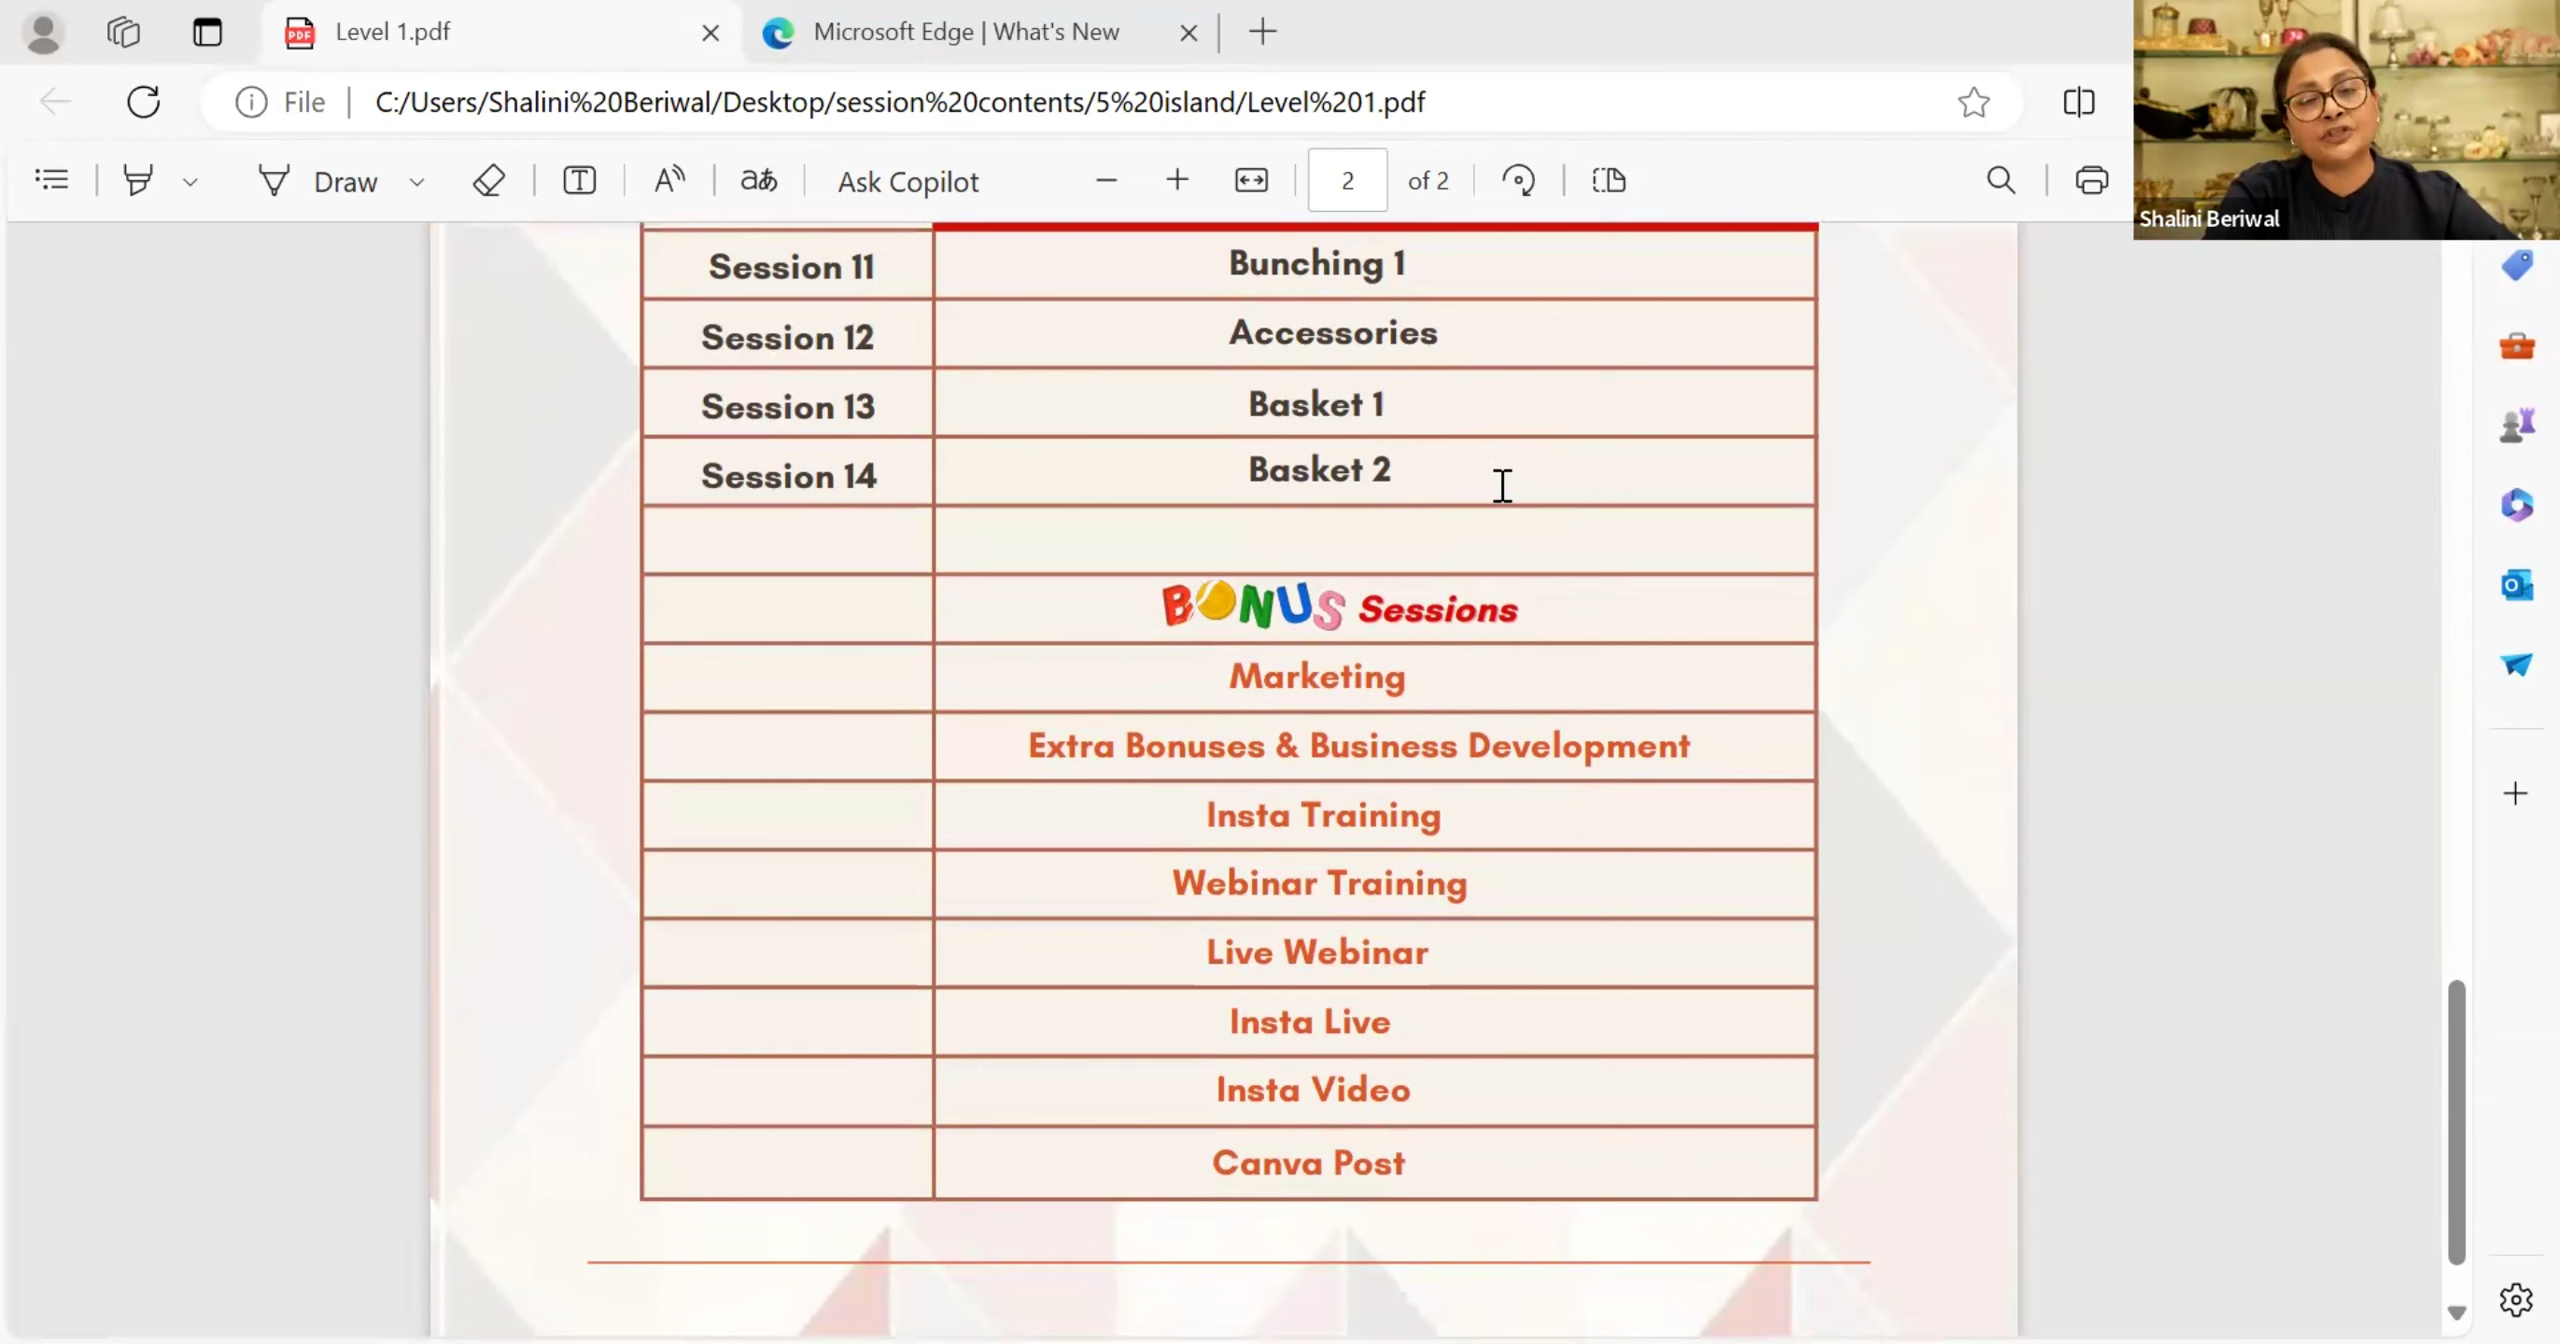 Level 1.pdf
Microsoft Edge | What's New
File
C:/Users/Shalini%20Beriwal/Desktop/session%20contents/5%20island/Level%201.pdf
Draw
Ask Copilot
2 of 2
Shalini Beriwal
Session 11 Bunching 1
Session 12 Accessories
Session 13 Basket 1
Session 14 Basket 2
BONUS Sessions
Marketing
Extra Bonuses & Business Development
Insta Training
Webinar Training
Live Webinar
Insta Live
Insta Video
Canva Post